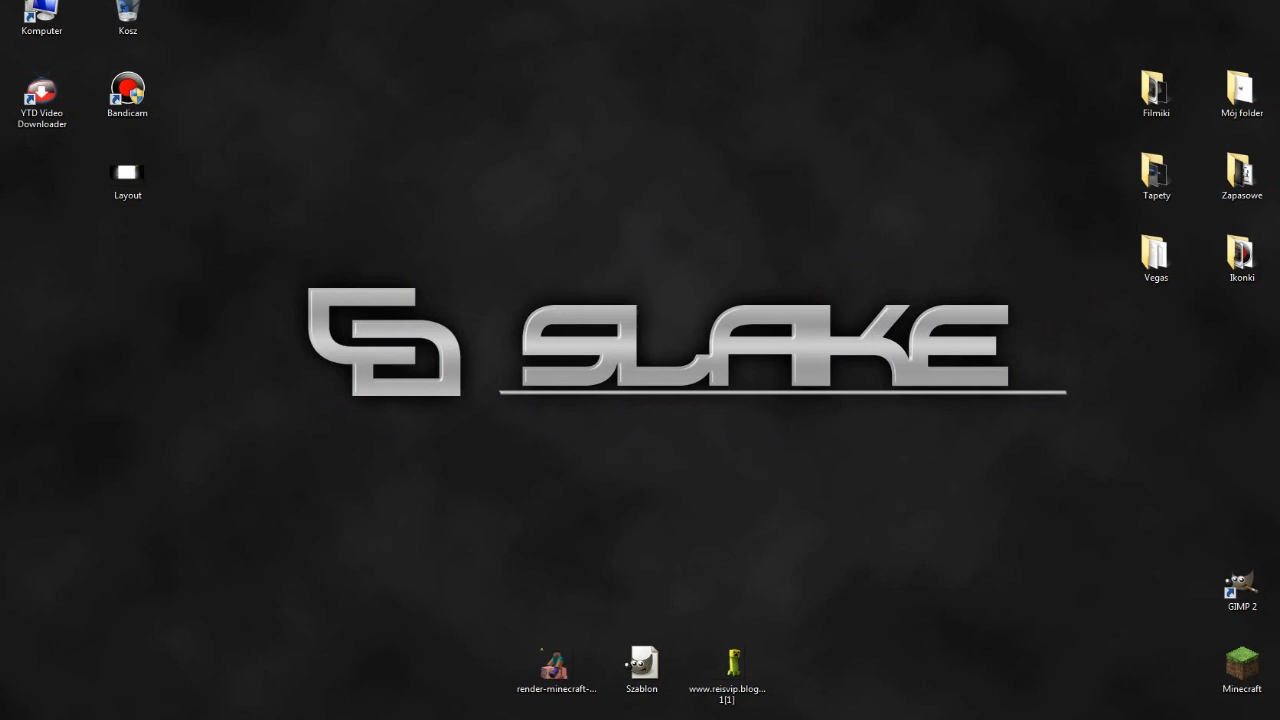 Komputer
Kosz
YTD Video
Downloader
Bandicam
Layout
Filmiki
Mój folder
Tapety
Zapasowe
Vegas
Ikonki
SLAKE
GIMP 2
render-minecraft-...
Szablon
www.reisvip.blog...
1[1]
Minecraft